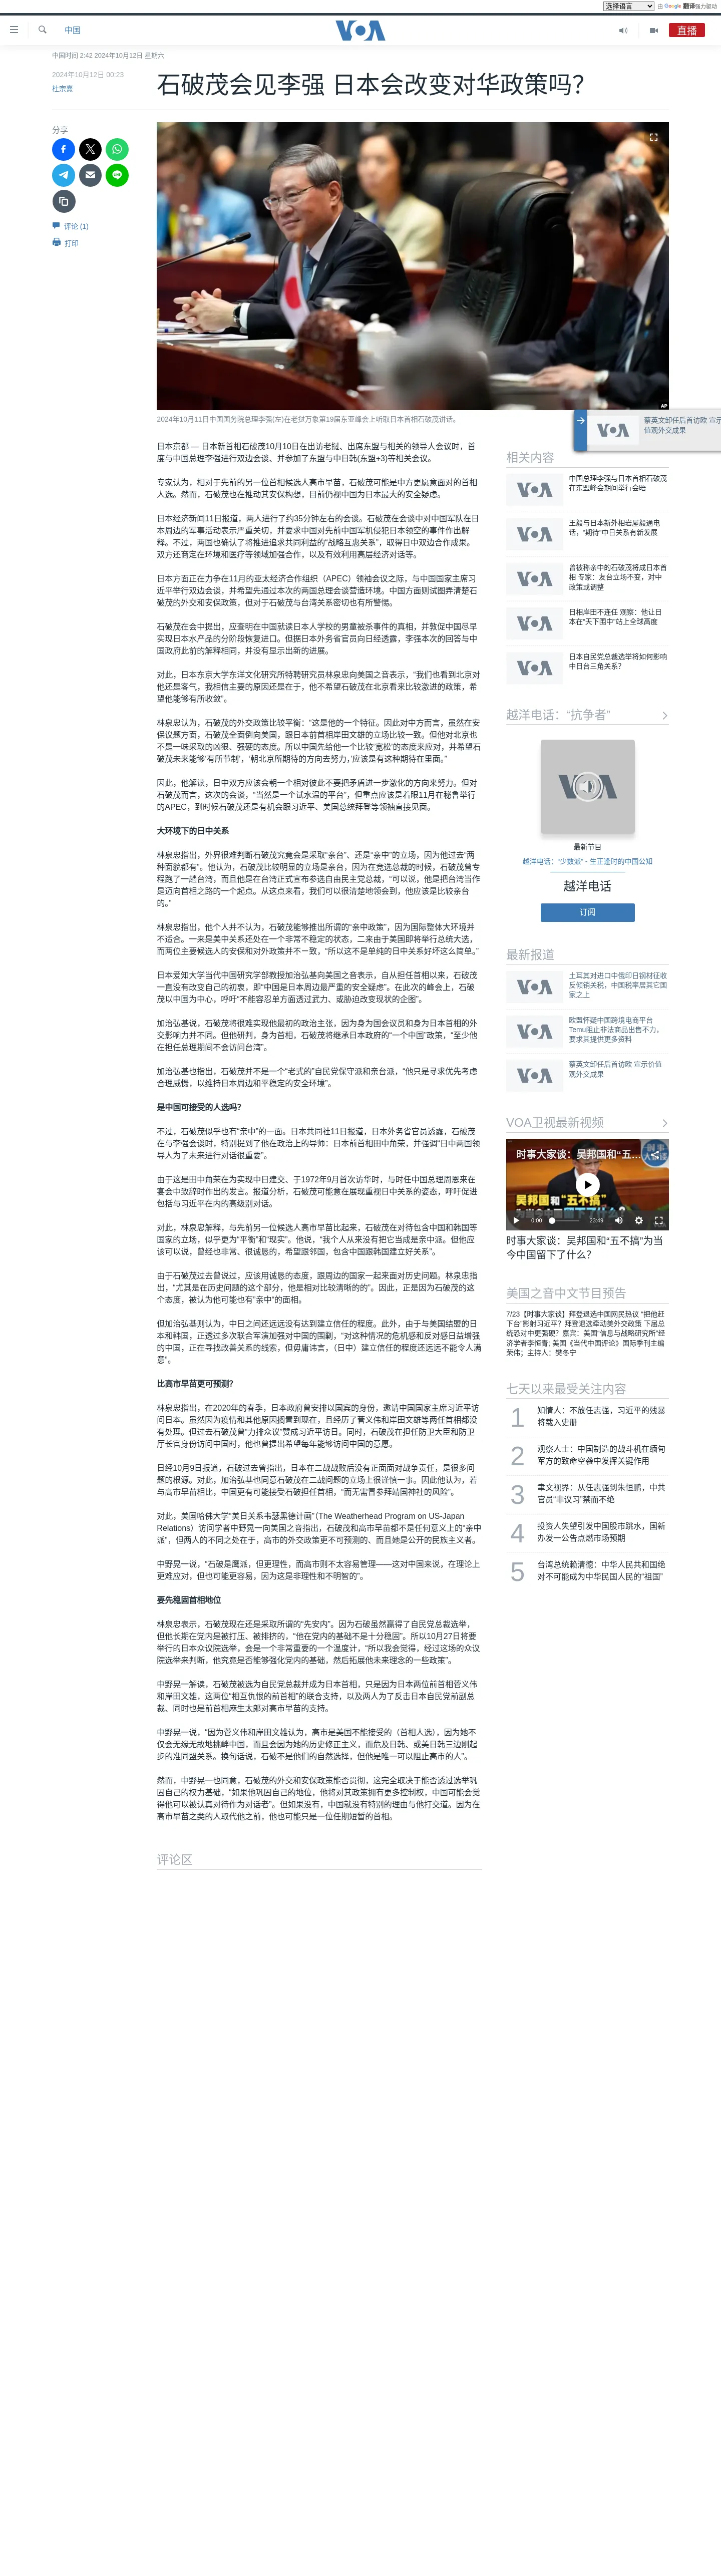 选择语言
由 Google 翻译强力驱动
中国
VOA
直播
中国时间 2:42 2024年10月12日 星期六
2024年10月12日 00:23
杜宗熹
石破茂会见李强 日本会改变对华政策吗？
分享
评论 (1)
打印
AP
2024年10月11日中国国务院总理李强(左)在老挝万象第19届东亚峰会上听取日本首相石破茂讲话。
日本京都 — 日本新首相石破茂10月10日在出访老挝、出席东盟与相关的领导人会议时，首
度与中国总理李强进行双边会谈、并参加了东盟与中日韩(东盟+3)等相关会议。
专家认为，相对于先前的另一位首相候选人高市早苗，石破茂可能是中方更愿意面对的首相
人选。然而，石破茂也在推动其安保构想，目前仍视中国为日本最大的安全疑虑。
日本经济新闻11日报道，两人进行了约35分钟左右的会谈。石破茂在会谈中对中国军队在日
本周边的军事活动表示严重关切，并要求中国对先前中国军机侵犯日本领空的事件作出解
释。不过，两国也确认了将推进追求共同利益的“战略互惠关系”，取得日中双边合作成果。
双方还商定在环境和医疗等领域加强合作，以及有效利用高层经济对话等。
日本方面正在力争在11月的亚太经济合作组织（APEC）领袖会议之际，与中国国家主席习
近平举行双边会谈，并希望先通过本次的两国总理会谈营造环境。中国方面则试图弄清楚石
破茂的外交和安保政策，但对于石破茂与台湾关系密切也有所警惕。
石破茂在会中提出，应查明在中国就读日本人学校的男童被杀事件的真相，并敦促中国尽早
实现日本水产品的分阶段恢复进口。但据日本外务省官员向日经透露，李强本次的回答与中
国政府此前的解释大致相同，并没有显示出新的进展。
对此，日本东京大学东洋文化研究所特聘研究员林泉忠向美国之音表示，“我们也看到北京对
他还是客气，我相信主要的原因还是在于，他不希望石破茂在北京看来比较激进的政策，希
望他能够有所收敛”。
林泉忠认为，石破茂的外交政策比较平衡：“这是他的一个特征。因此对中方而言，虽然在安
保议题方面，石破茂全面倒向美国，跟日本前首相岸田文雄的立场比较一致。但他对北京也
不是一味采取的凶狠、强硬的态度。所以中国先给他一个比较‘宽松’的态度来应对，并希望石
破茂未来能够‘有所节制’，‘朝北京所期待的方向去努力，’应该是有这种期待在里面。”
因此，他解读，日中双方应该会朝一个相对彼此不要把矛盾进一步激化的方向来努力。但对
石破茂而言，这次的会谈，“当然是一个试水温的平台”，但重点应该是着眼11月在秘鲁举行
的APEC，到时候石破茂还是有机会跟习近平、美国总统拜登等领袖直接见面。
大环境下的日中关系
林泉忠指出，外界很难判断石破茂究竟会是采取“亲台”、还是“亲中”的立场，因为他过去“两
种面貌都有”。他认为，石破茂比较明显的立场是亲台，因为在竞选总裁的时候，石破茂曾专
程跑了一趟台湾，而且他是在台湾正式宣布参选自由民主党总裁，“可以说，他是把台湾当作
是迈向首相之路的一个起点。从这点来看，我们可以很清楚地领会到，他应该是比较亲台
的。”
林泉忠指出，他个人并不认为，石破茂能够推出所谓的“亲中政策”，因为国际整体大环境并
不适合。一来是美中关系还处在一个非常不稳定的状态，二来由于美国即将举行总统大选，
而两位主要候选人的安保和对外政策并不一致，“所以这不是单纯的日中关系好坏这么简单。”
日本爱知大学当代中国研究学部教授加治弘基向美国之音表示，自从担任首相以来，石破茂
一直没有改变自己的初衷，即“中国是日本周边最严重的安全疑虑”。在此次的峰会上，石破
茂以中国为中心，呼吁“不能容忍单方面透过武力、或胁迫改变现状的企图”。
加治弘基说，石破茂将很难实现他最初的政治主张，因为身为国会议员和身为日本首相的外
交影响力并不同。但他研判，身为首相，石破茂将继承日本政府的“一个中国”政策，“至少他
在担任总理期间不会访问台湾”。
加治弘基也指出，石破茂并不是一个“老式的”自民党保守派和亲台派，“他只是寻求优先考虑
合理威慑，以维持日本周边和平稳定的安全环境”。
是中国可接受的人选吗？
不过，石破茂似乎也有“亲中”的一面。日本共同社11日报道，日本外务省官员透露，石破茂
在与李强会谈时，特别提到了他在政治上的导师：日本前首相田中角荣，并强调“日中两国领
导人为了未来进行对话很重要”。
由于这是田中角荣在为实现中日建交、于1972年9月首次访华时，与时任中国总理周恩来在
宴会中致辞时作出的发言。报道分析，石破茂可能意在展现重视日中关系的姿态，呼吁促进
包括与习近平在内的高级别对话。
对此，林泉忠解释，与先前另一位候选人高市早苗比起来，石破茂在对待包含中国和韩国等
国家的立场，似乎更为“平衡”和“现实”。他说，“我个人从来没有把它当成是亲中派。但他应
该可以说，曾经也非常、很诚恳的，希望跟邻国，包含中国跟韩国建立好关系”。
由于石破茂过去曾说过，应该用诚恳的态度，跟周边的国家一起来面对历史问题。林泉忠指
出，“尤其是在历史问题的这个部分，他是相对比较清晰的的”。因此，正是因为石破茂的这
个态度，被认为他可能也有“亲中”的面相。
但加治基弘则认为，中日之间还远远没有达到建立信任的程度。此外，由于与美国结盟的日
本和韩国，正透过多次联合军演加强对中国的围剿，“对这种情况的危机感和反对感日益增强
的中国，正在寻找改善关系的线索，但毋庸讳言，（日中）建立信任的程度还远远不能令人满
意”。
比高市早苗更可预测？
林泉忠指出，在2020年的春季，日本政府曾安排以国宾的身份，邀请中国国家主席习近平访
问日本。虽然因为疫情和其他原因搁置到现在，且经历了菅义伟和岸田文雄等两任首相都没
有处理。但过去石破茂曾“力排众议”赞成习近平访日。同时，石破茂在担任防卫大臣和防卫
厅长官身份访问中国时，他也曾提出希望每年能够访问中国的意愿。
日经10月9日报道，石破过去曾指出，日本在二战战败后没有正面面对战争责任，是很多问
题的根源。对此，加治弘基也同意石破茂在二战问题的立场上很谨慎一事。因此他认为，若
与高市早苗相比，中国更有可能接受石破担任首相，“而无需冒参拜靖国神社的风险”。
对此，美国哈佛大学“美日关系韦瑟黑德计画”（The Weatherhead Program on US-Japan
Relations）访问学者中野晃一向美国之音指出，石破茂和高市早苗都不是任何意义上的“亲中
派”，但两人的不同之处在于，高市的外交政策更不可预测的、而且她是公开的民族主义者。
中野晃一说，“石破是鹰派，但更理性，而高市则不太容易管理——这对中国来说，在理论上
更难应对，但也可能更容易，因为这是非理性和不明智的”。
要先稳固首相地位
林泉忠表示，石破茂现在还是采取所谓的“先安内”。因为石破虽然赢得了自民党总裁选举，
但他长期在党内是被打压、被排挤的，“他在党内的基础不是十分稳固”。所以10月27日将要
举行的日本众议院选举，会是一个非常重要的一个温度计，“所以我会觉得，经过这场的众议
院选举来判断，他究竟是否能够强化党内的基础，然后拓展他未来理念的一些政策”。
中野晃一解读，石破茂被选为自民党总裁并成为日本首相，只是因为日本两位前首相菅义伟
和岸田文雄，这两位“相互仇恨的前首相”的联合支持，以及两人为了反击日本自民党前副总
裁、同时也是前首相麻生太郎对高市早苗的支持。
中野晃一说，“因为菅义伟和岸田文雄认为，高市是美国不能接受的（首相人选），因为她不
仅会无缘无故地挑衅中国，而且会因为她的历史修正主义，而危及日韩、或美日韩三边刚起
步的准同盟关系。换句话说，石破不是他们的自然选择，但他是唯一可以阻止高市的人”。
然而，中野晃一也同意，石破茂的外交和安保政策能否贯彻，这完全取决于能否透过选举巩
固自己的权力基础，“如果他巩固自己的地位，他将对其政策拥有更多控制权，中国可能会觉
得他可以被认真对待作为对话者”。但如果没有，中国就没有特别的理由与他打交道。因为在
高市早苗之类的人取代他之前，他也可能只是一位任期短暂的首相。
评论区
VOA
蔡英文卸任后首访欧 宣示
值观外交成果
相关内容
VOA
中国总理李强与日本首相石破茂
在东盟峰会期间举行会晤
VOA
王毅与日本新外相岩屋毅通电
话，“期待”中日关系有新发展
VOA
曾被称亲中的石破茂将成日本首
相 专家：友台立场不变，对中
政策或调整
VOA
日相岸田不连任 观察：他让日
本在“天下围中”站上全球高度
VOA
日本自民党总裁选举将如何影响
中日台三角关系？
越洋电话：“抗争者”
VOA
最新节目
越洋电话：“少数派” - 生正逢时的中国公知
越洋电话
订阅
最新报道
VOA
土耳其对进口中俄印日钢材征收
反倾销关税，中国税率居其它国
家之上
VOA
欧盟怀疑中国跨境电商平台
Temu阻止非法商品出售不力，
要求其提供更多资料
VOA
蔡英文卸任后首访欧 宣示价值
观外交成果
VOA卫视最新视频
时事大家谈：吴邦国和“五...
吴邦国和“五不搞”
0:00
23:49
时事大家谈：吴邦国和“五不搞”为当
今中国留下了什么？
美国之音中文节目预告
7/23【时事大家谈】拜登退选中国网民热议 “把他赶
下台”影射习近平？拜登退选牵动美外交政策 下届总
统恐对中更强硬？嘉宾：美国“信息与战略研究所”经
济学者李恒青; 美国《当代中国评论》国际季刊主编
荣伟；主持人：樊冬宁
七天以来最受关注内容
1
知情人：不放任志强，习近平的残暴
将载入史册
2
观察人士：中国制造的战斗机在缅甸
军方的致命空袭中发挥关键作用
3
聿文视界：从任志强到朱恒鹏，中共
官员“非议习”禁而不绝
4
投资人失望引发中国股市跳水，国新
办发一公告点燃市场预期
5
台湾总统赖清德：中华人民共和国绝
对不可能成为中华民国人民的“祖国”